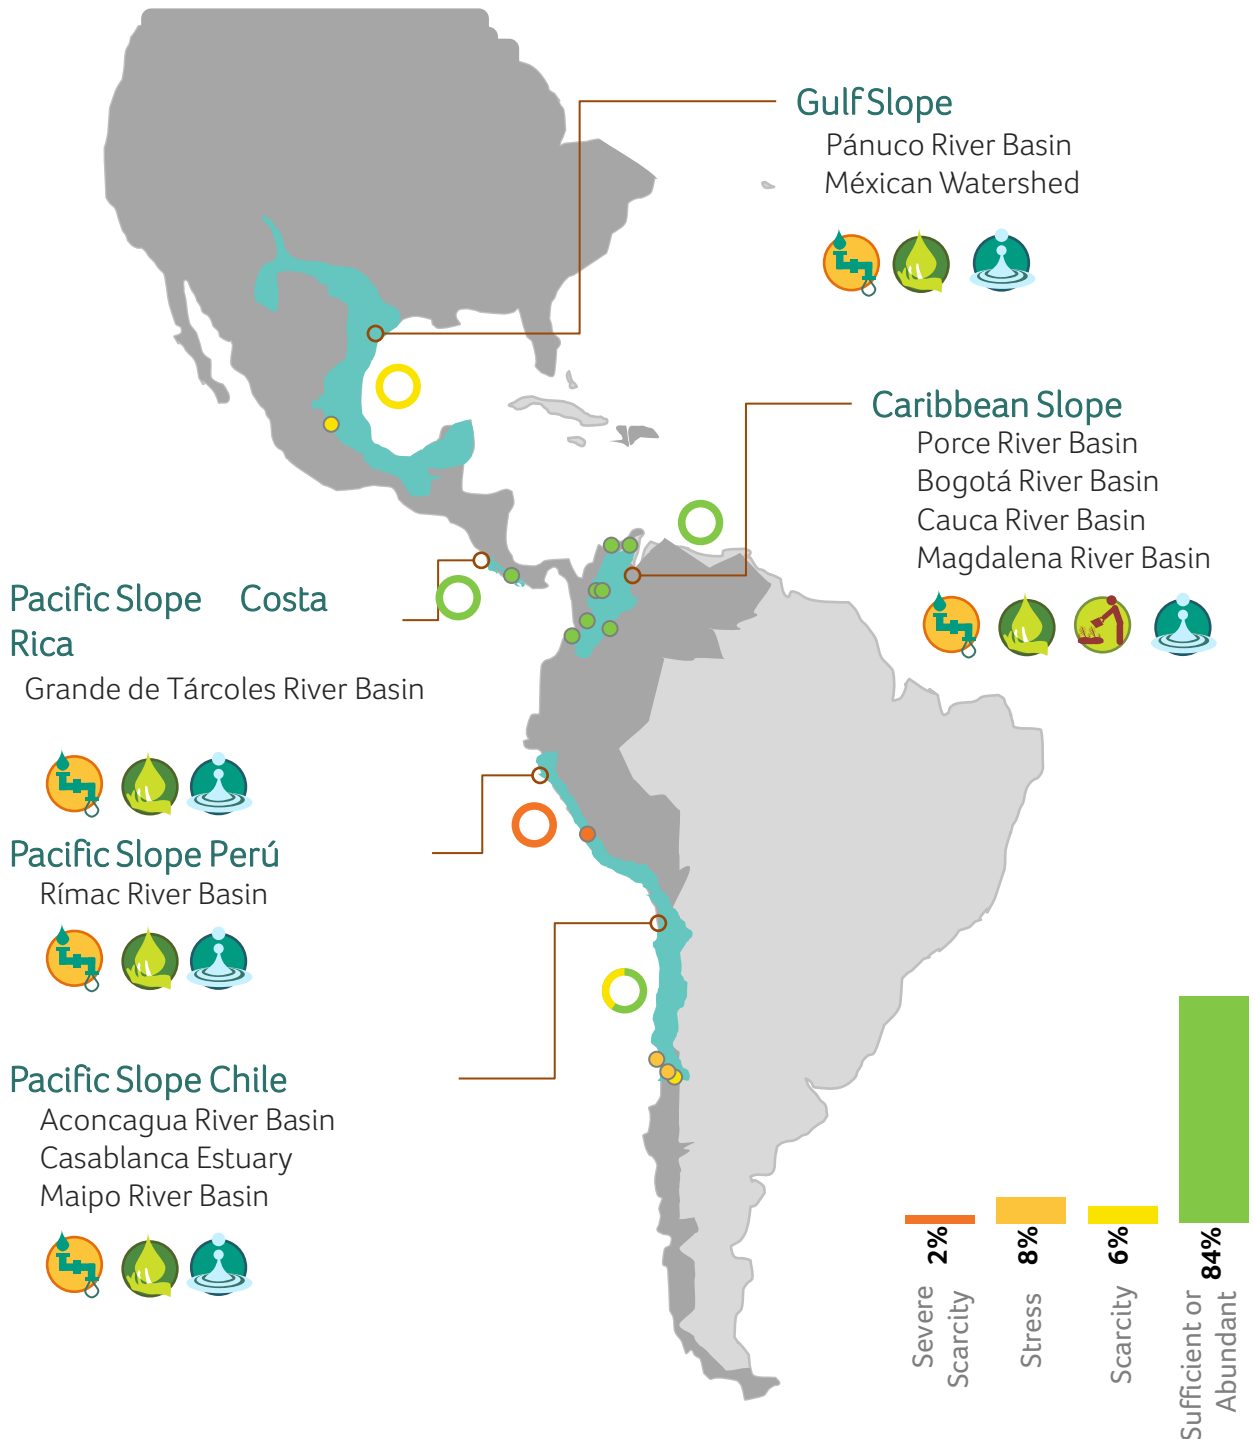 Gulf Slope
Pánuco River Basin
Méxican Watershed
Caribbean Slope
Porce River Basin
Bogotá River Basin
Cauca River Basin
Magdalena River Basin
Pacific Slope Costa
Rica
Grande de Tárcoles River Basin
Pacific Slope Perú
Rímac River Basin
Pacific Slope Chile
Aconcagua River Basin
Casablanca Estuary
Maipo River Basin
2%
Severe
Scarcity
8%
Stress
6%
Scarcity
84%
Sufficient or
Abundant